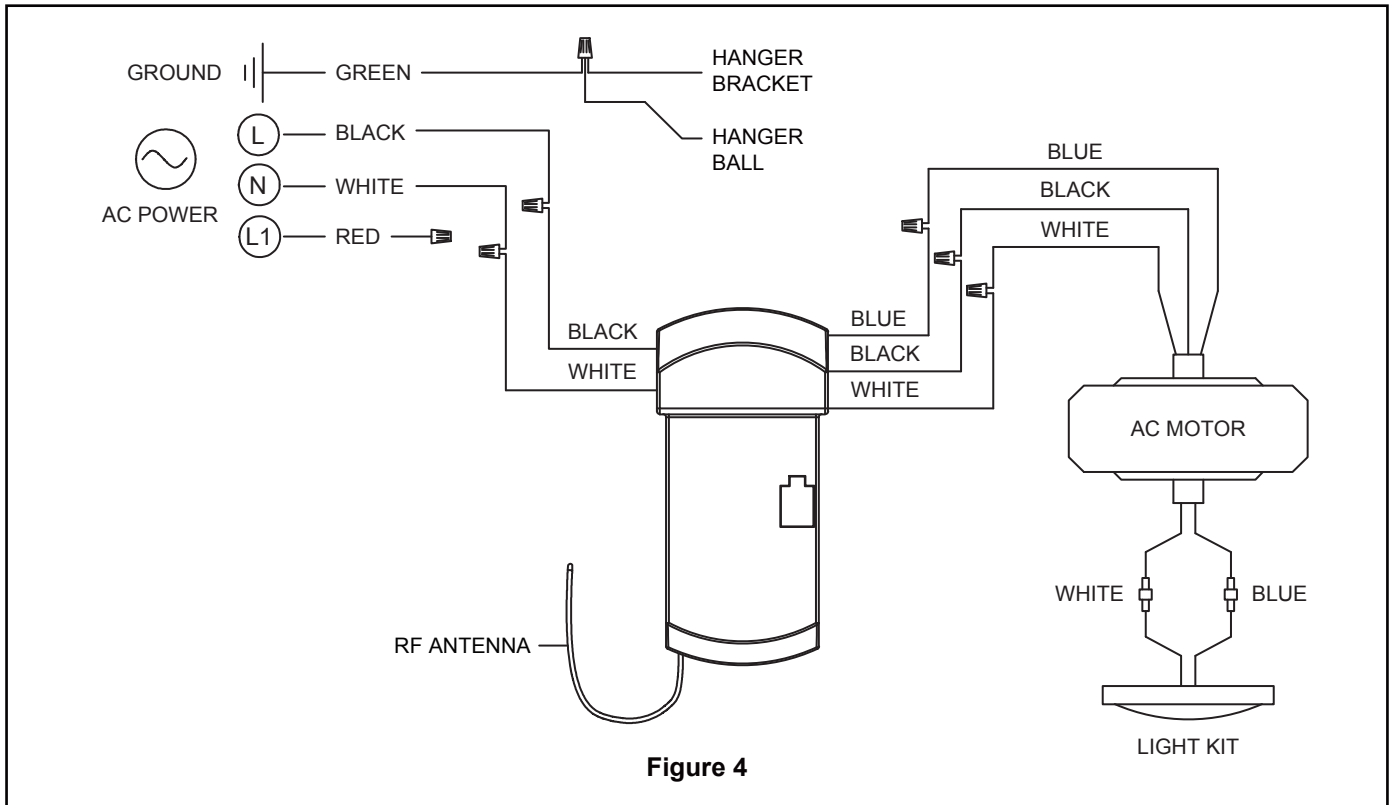 GROUND
GREEN
HANGER
BRACKET
HANGER
BALL
L
BLACK
N
WHITE
AC POWER
L1
RED
BLUE
BLACK
WHITE
BLACK
WHITE
BLUE
BLACK
WHITE
AC MOTOR
WHITE
BLUE
RF ANTENNA
LIGHT KIT
Figure 4